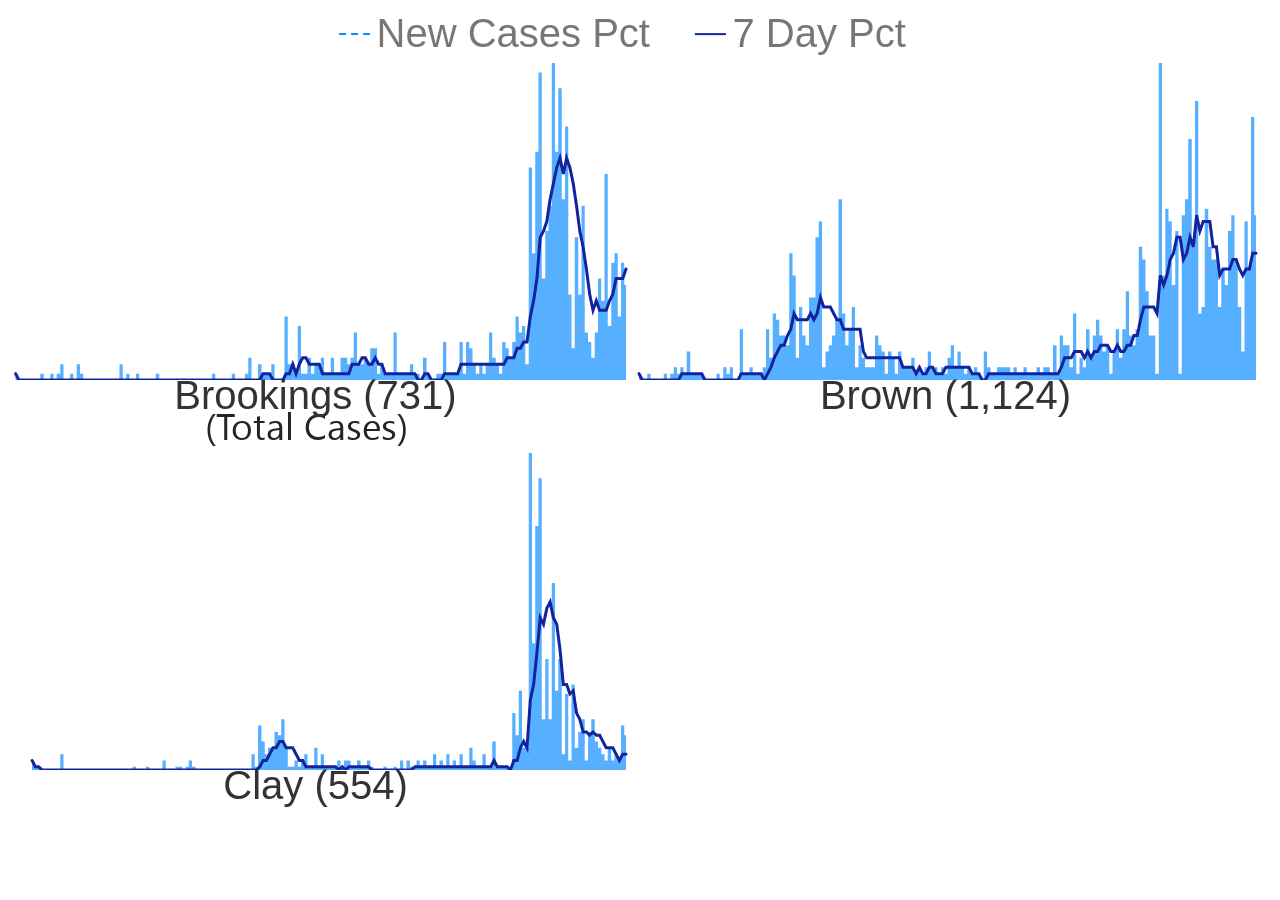 New Cases Pct 7 Day Pct
Brookings (731)
(Total Cases)
Brown (1,124)
Clay (554)